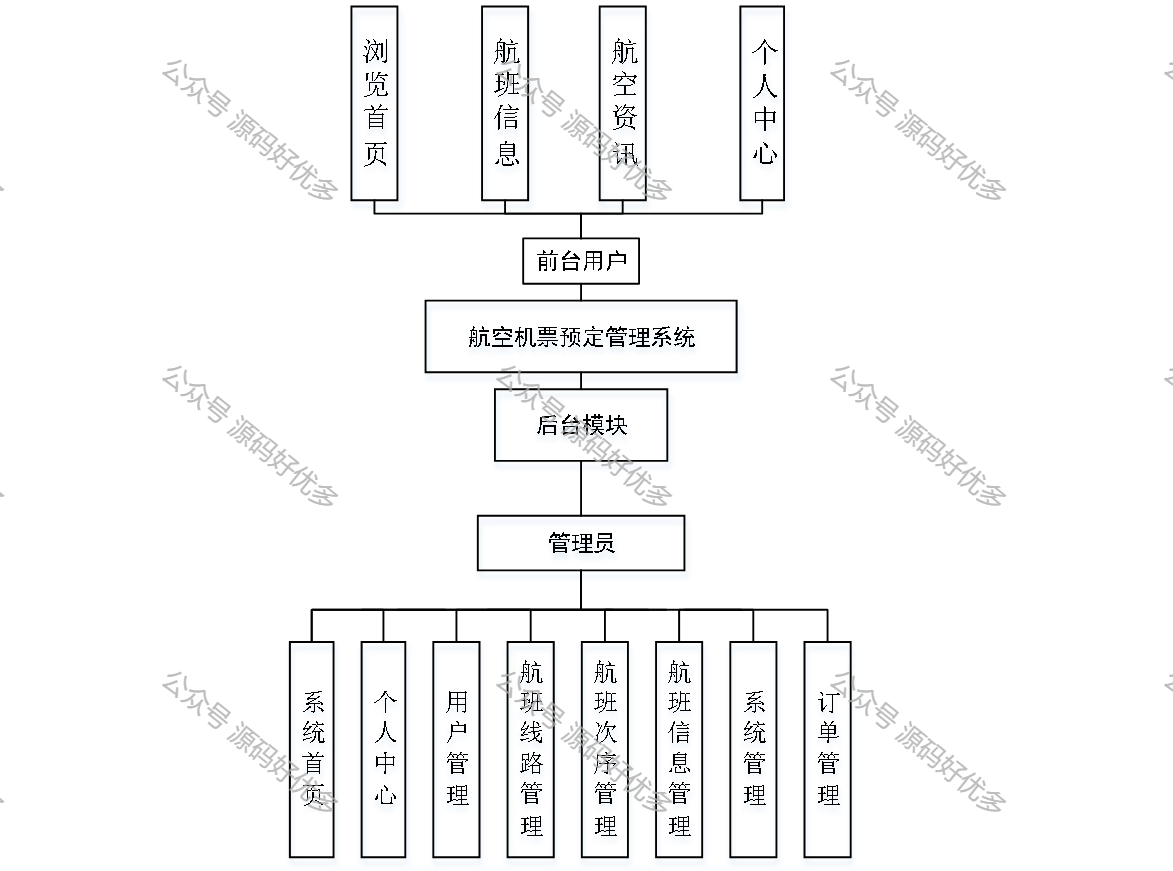 浏览首页
航班信息
航空资讯
个人中心
前台用户
航空机票预定管理系统
后台模块
管理员
系统首页
个人中心
用户管理
航班线路管理
航班次序管理
航班信息管理
系统管理
订单管理
公众号 源码好优多
公众号 源码好优多
公众号 源码好优多
公众号 源码好优多
公众号 源码好优多
公众号 源码好优多
公众号 源码好优多
公众号 源码好优多
公众号 源码好优多